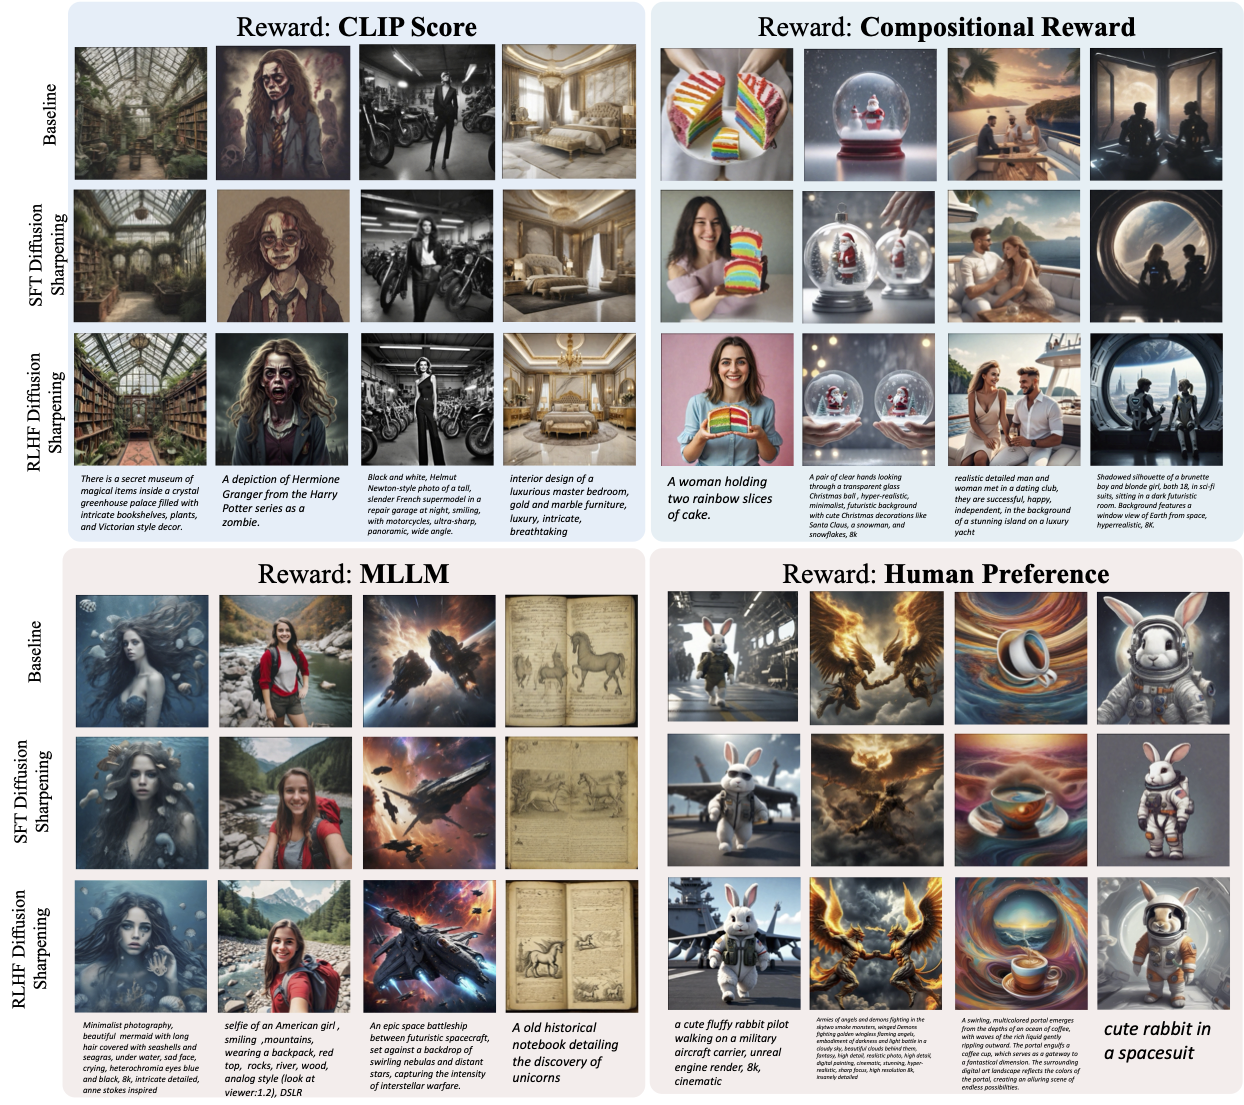 Reward: CLIP Score
Reward: Compositional Reward
Baseline
SFT Diffusion
Sharpening
RLHF Diffusion
Sharpening
There is a secret museum of
magical items inside a crystal
greenhouse palace filled with
intricate bookshelves, plants,
and Victorian style decor.
A depiction of Hermione
Granger from the Harry
Potter series as a
zombie.
Black and white, Helmut
Newton-style photo of a tall,
slender French supermodel in a
repair garage at night, smiling,
with motorcycles, ultra-sharp,
panoramic, wide angle.
interior design of a
luxurious master bedroom,
gold and marble furniture,
luxury, intricate,
breathtaking
A woman holding
two rainbow slices
of cake.
A pair of clear hands looking
through a transparent glass
Christmas ball , hyper-realistic,
minimalist, futuristic background
with cute Christmas decorations like
Santa Claus, a snowman, and
snowflakes, 8k
realistic detailed man and
woman met in a dating club,
they are successful, happy,
independent, in the background
of a stunning island on a luxury
yacht
Shadowed silhouette of a brunette
boy and blonde girl, both 18, in sci-fi
suits, sitting in a dark futuristic
room. Background features a
window view of Earth from space,
hyperrealistic, 8K.
Reward: MLLM
Reward: Human Preference
Baseline
SFT Diffusion
Sharpening
RLHF Diffusion
Sharpening
Minimalist photography,
beautiful  mermaid with long
hair covered with seashells and
seagras, under water, sad face,
crying, heterochromia eyes blue
and black, 8k, intricate detailed,
anne stokes inspired
selfie of an American girl ,
smiling  ,mountains,
wearing a backpack, red
top,  rocks, river, wood,
analog style (look at
viewer:1.2), DSLR
An epic space battleship
between futuristic spacecraft,
set against a backdrop of
swirling nebulas and distant
stars, capturing the intensity
of interstellar warfare.
A old historical
notebook detailing
the discovery of
unicorns
a cute fluffy rabbit pilot
walking on a military
aircraft carrier, unreal
engine render, 8k,
cinematic
Armies of angels and demons fighting in the
skytwo smoke monsters, winged Demons
fighting golden wingless flaming angels,
embodiment of darkness and light battle in a
cloudy sky, beautiful clouds behind them,
fantasy, high detail, realistic photo, high detail,
digital painting, cinematic, stunning, hyper-
realistic, sharp focus, high resolution 8k,
insanely detailed
A swirling, multicolored portal emerges
from the depths of an ocean of coffee,
with waves of the rich liquid gently
rippling outward. The portal engulfs a
coffee cup, which serves as a gateway to
a fantastical dimension. The surrounding
digital art landscape reflects the colors of
the portal, creating an alluring scene of
endless possibilities.
cute rabbit in
a spacesuit